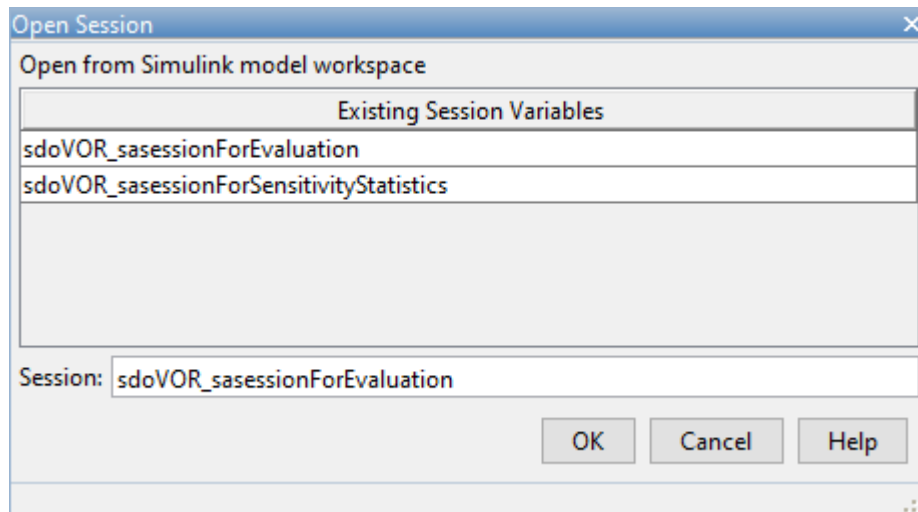 Open Session
Open from Simulink model workspace
Existing Session Variables
sdoVOR_sasessionForEvaluation
sdoVOR_sasessionForSensitivityStatistics
Session: sdoVOR_sasessionForEvaluation
OK Cancel Help